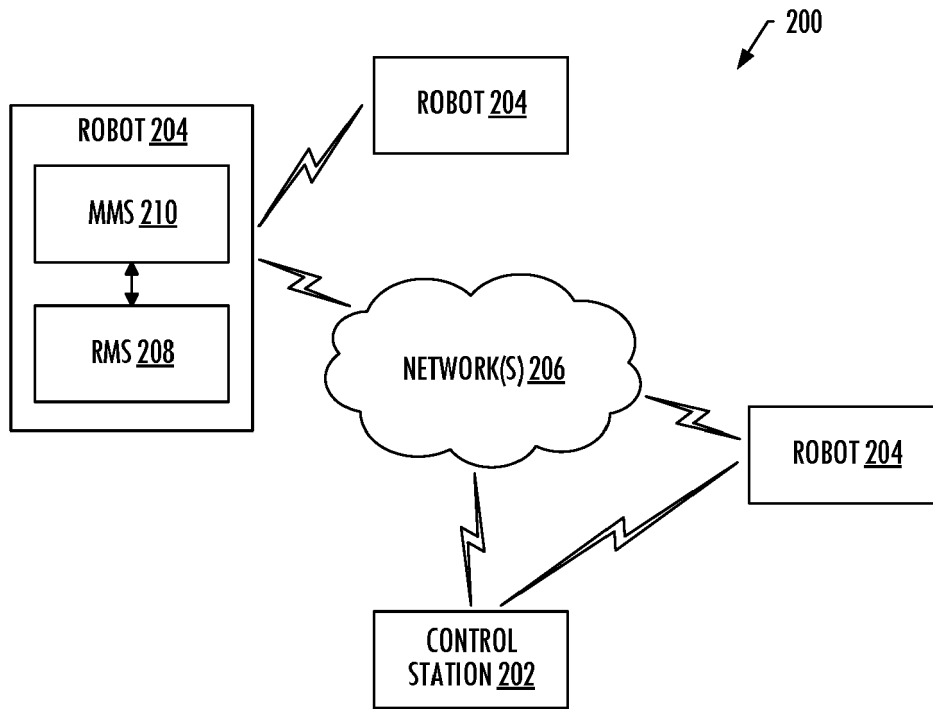 200
ROBOT 204
ROBOT 204
MMS 210
RMS 208
NETWORK(S) 206
ROBOT 204
CONTROL
STATION 202